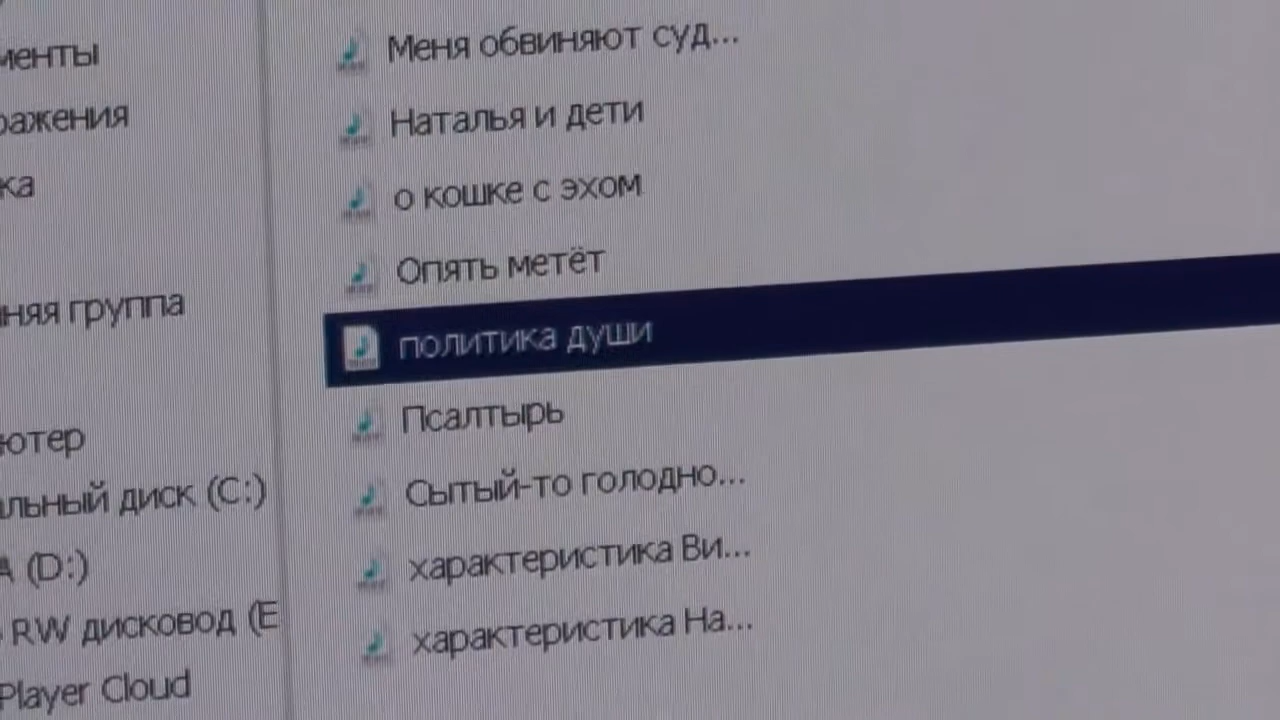 менты
ражения
ка
няя группа
ютер
альный диск (C:)
А (D:)
RW дисковод (E
Player Cloud
Меня обвиняют суд...
Наталья и дети
о кошке с эхом
Опять метёт
политика души
Псалтырь
Сытый-то голодно...
характеристика Ви...
характеристика На...